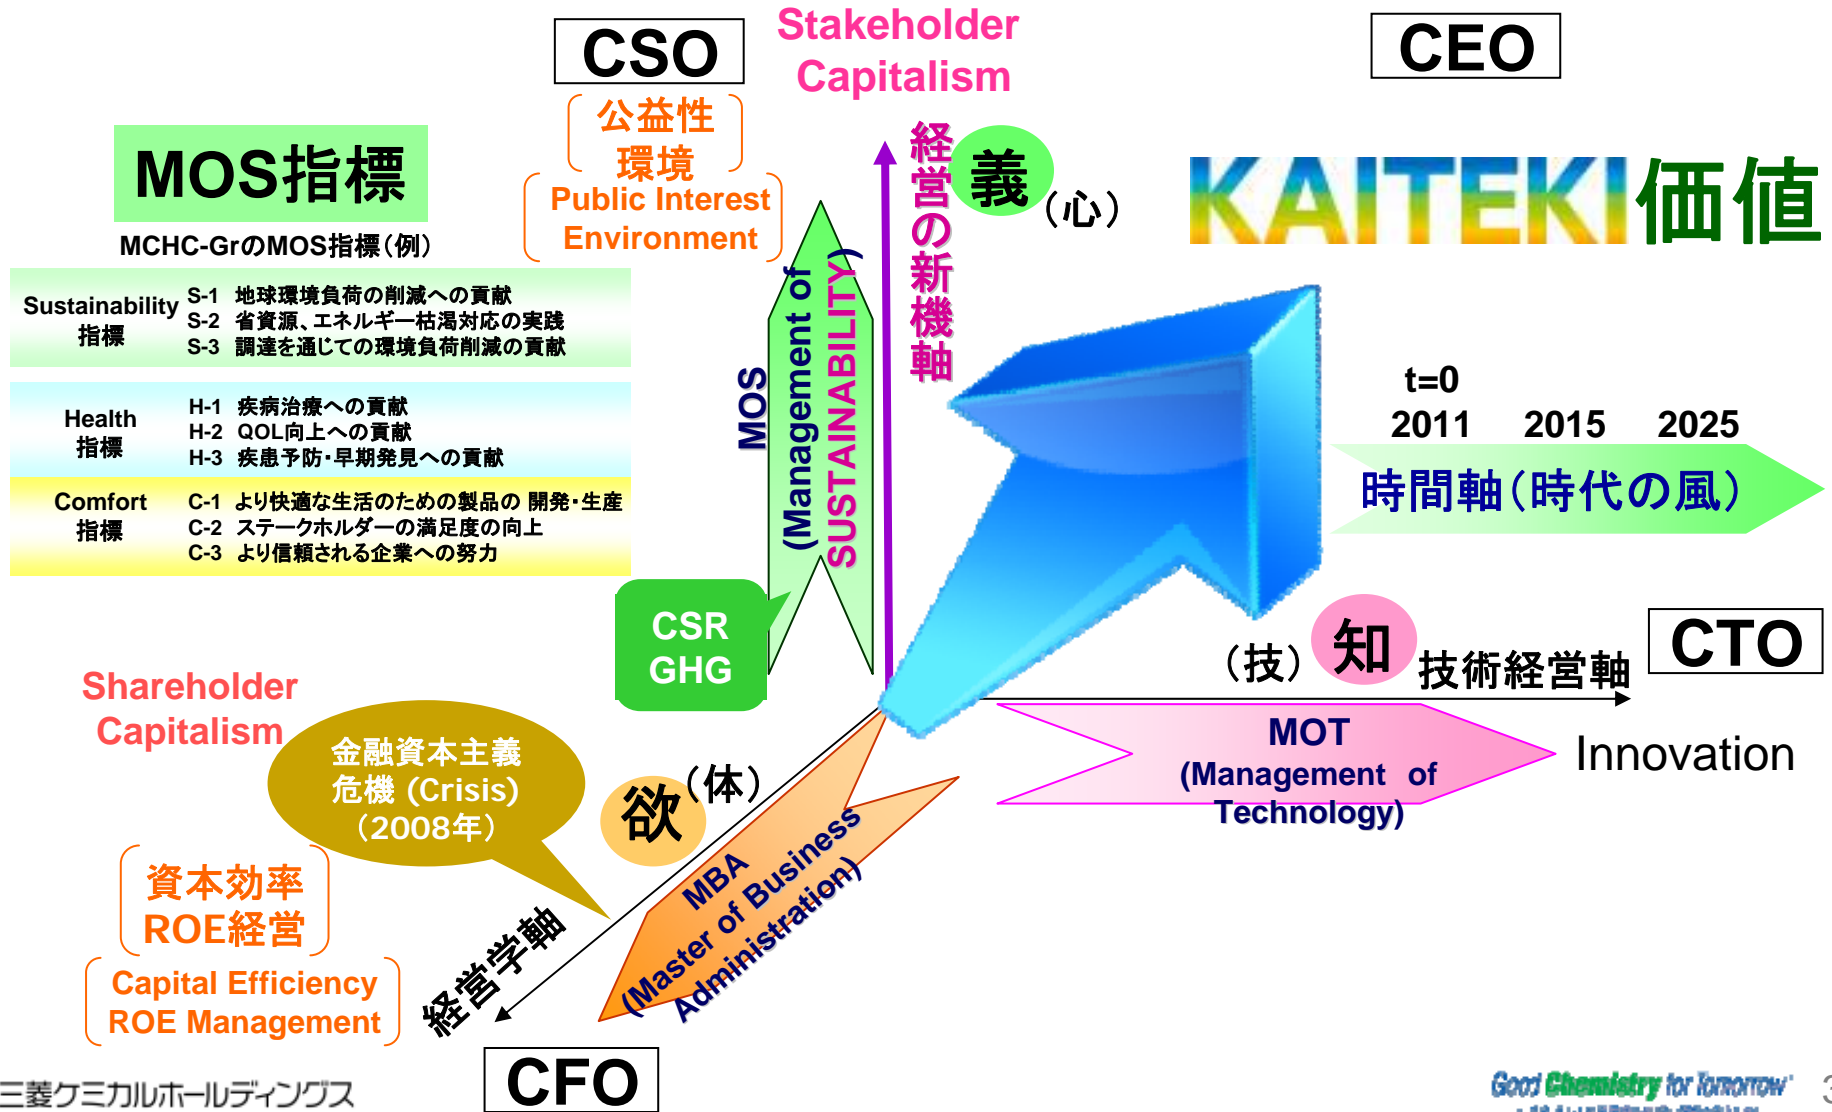 CSO
Stakeholder
Capitalism
CEO
公益性
環境
Public Interest
Environment
MOS指標
MCHC-GrのMOS指標（例）
Sustainability
指標
S-1 地球環境負荷の削減への貢献
S-2 省資源、エネルギー枯渇対応の実践
S-3 調達を通じての環境負荷削減の貢献
Health
指標
H-1 疾病治療への貢献
H-2 QOL向上への貢献
H-3 疾患予防・早期発見への貢献
Comfort
指標
C-1 より快適な生活のための製品の 開発・生産
C-2 ステークホルダーの満足度の向上
C-3 より信頼される企業への努力
MOS
(Management of
SUSTAINABILITY)
経営の新機軸
義
（心）
KAITEKI価値
t=0
2011 2015 2025
時間軸（時代の風）
CSR
GHG
（技）
知
技術経営軸
CTO
MOT
(Management of
Technology)
Innovation
Shareholder
Capitalism
金融資本主義
危機 (Crisis)
（2008年）
欲
（体）
MBA
(Master of Business
Administration)
経営学軸
資本効率
ROE経営
Capital Efficiency
ROE Management
CFO
三菱ケミカルホールディングス
Good Chemistry for Tomorrow
3